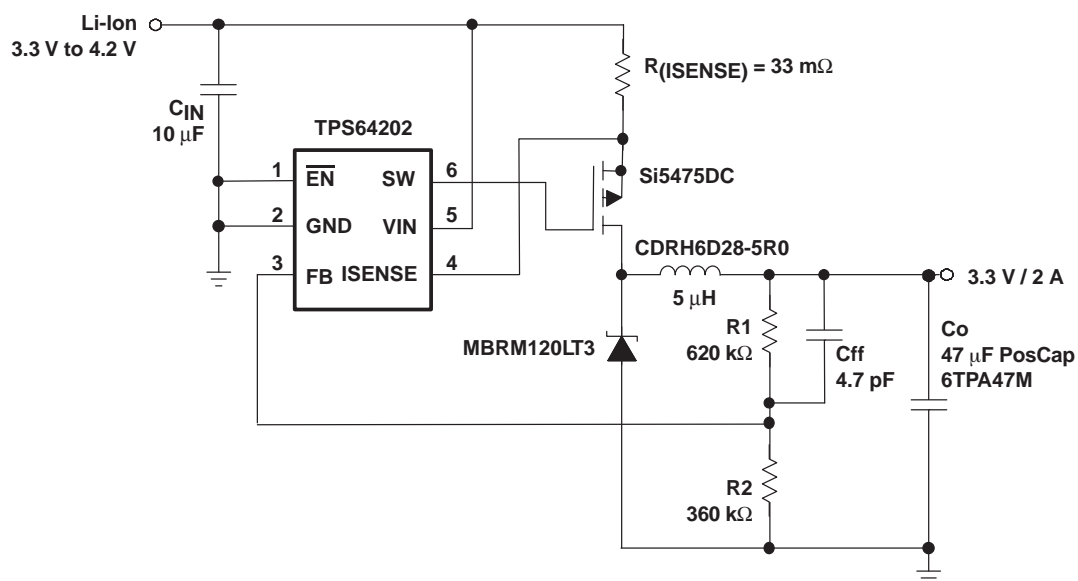 Li-Ion
3.3 V to 4.2 V
R(ISENSE) = 33 mΩ
CIN
10 μF
TPS64202
1
EN
SW
6
Si5475DC
2
GND
VIN
5
3
FB
ISENSE
4
CDRH6D28-5R0
5 μH
3.3 V / 2 A
MBRM120LT3
R1
620 kΩ
Cff
4.7 pF
Co
47 μF PosCap
6TPA47M
R2
360 kΩ